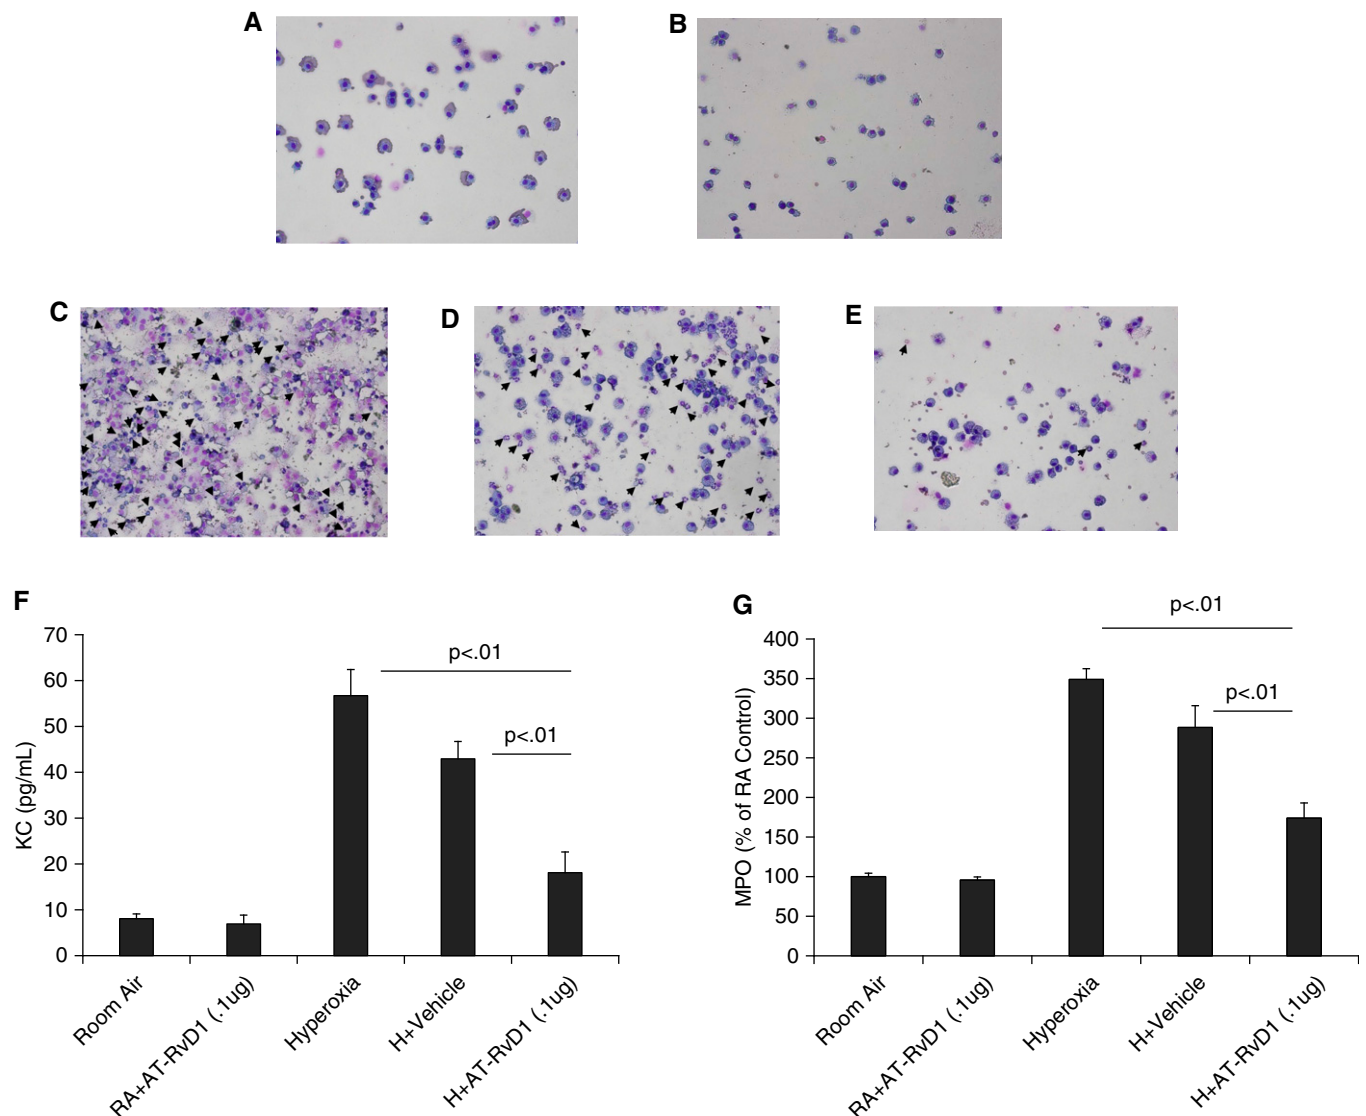 A
B
C
D
E
F
70
60
50
40
30
20
10
0
KC (pg/mL)
p<.01
p<.01
Room Air
RA+AT-RvD1 (.1ug)
Hyperoxia
H+Vehicle
H+AT-RvD1 (.1ug)
G
400
350
300
250
200
150
100
50
0
MPO (% of RA Control)
p<.01
p<.01
Room Air
RA+AT-RvD1 (.1ug)
Hyperoxia
H+Vehicle
H+AT-RvD1 (.1ug)